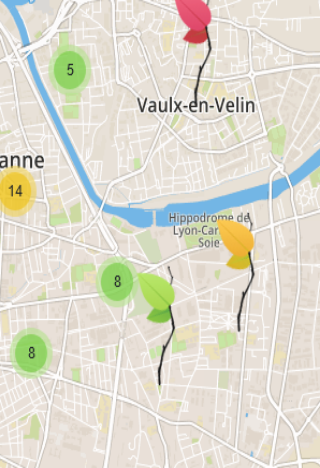 5
Vaulx-en-Velin
anne
14
Hippodrome de
Lyon-Car
Soie
8
8